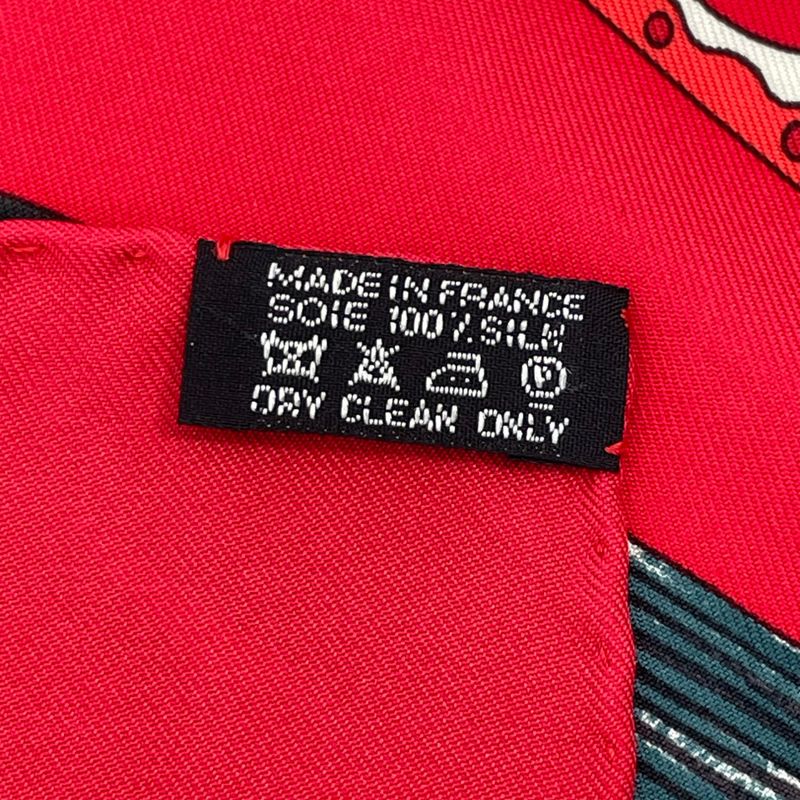 MADE IN FRANCE
SOIE 100% SILK
P
DRY CLEAN ONLY